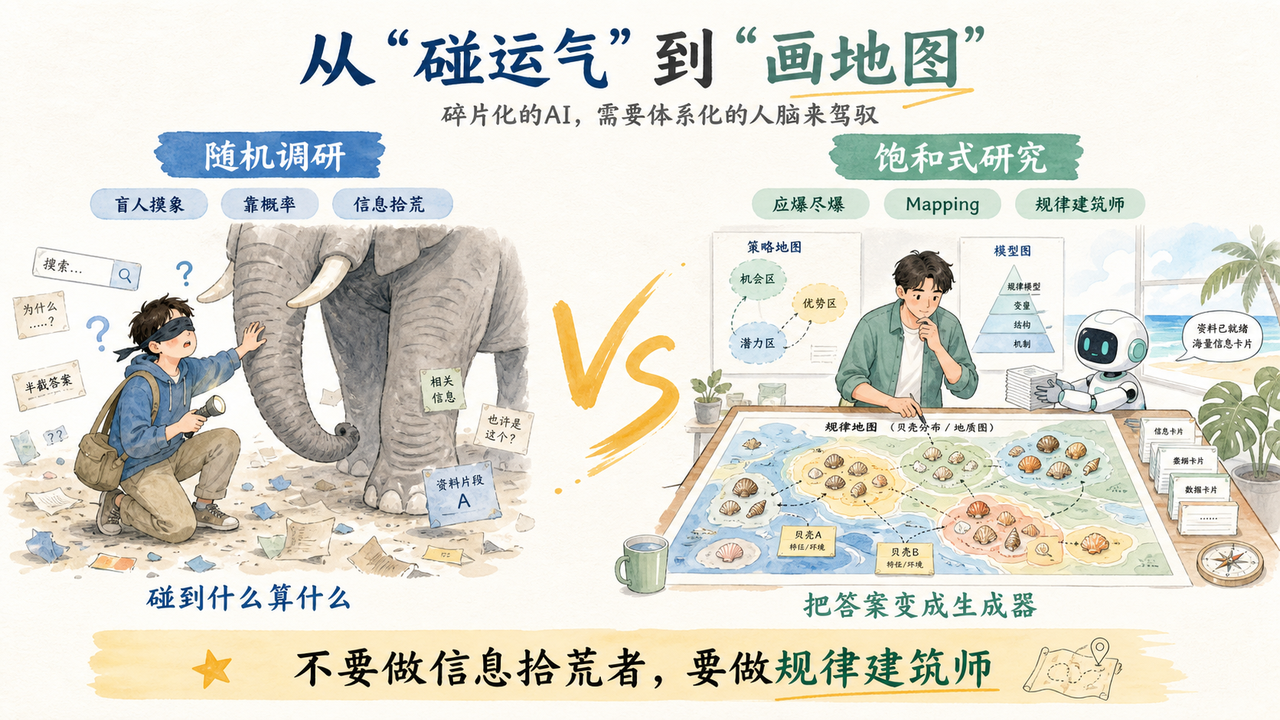 从“碰运气”到“画地图”
碎片化的AI，需要体系化的人脑来驾驭
随机调研
盲人摸象
靠概率
信息拾荒
搜索...
为什么
.....?
半截答案
??
相关
信息
也许是
这个?
资料片段
A
碰到什么算什么
VS
饱和式研究
应爆尽爆
Mapping
规律建筑师
策略地图
机会区
优势区
潜力区
模型图
规律模型
变量
结构
机制
资料已就绪
海量信息卡片
规律地图 （贝壳分布 / 地质图）
贝壳A
特征/环境
贝壳B
特征/环境
信息卡片
数据卡片
......
把答案变成生成器
不要做信息拾荒者，要做规律建筑师